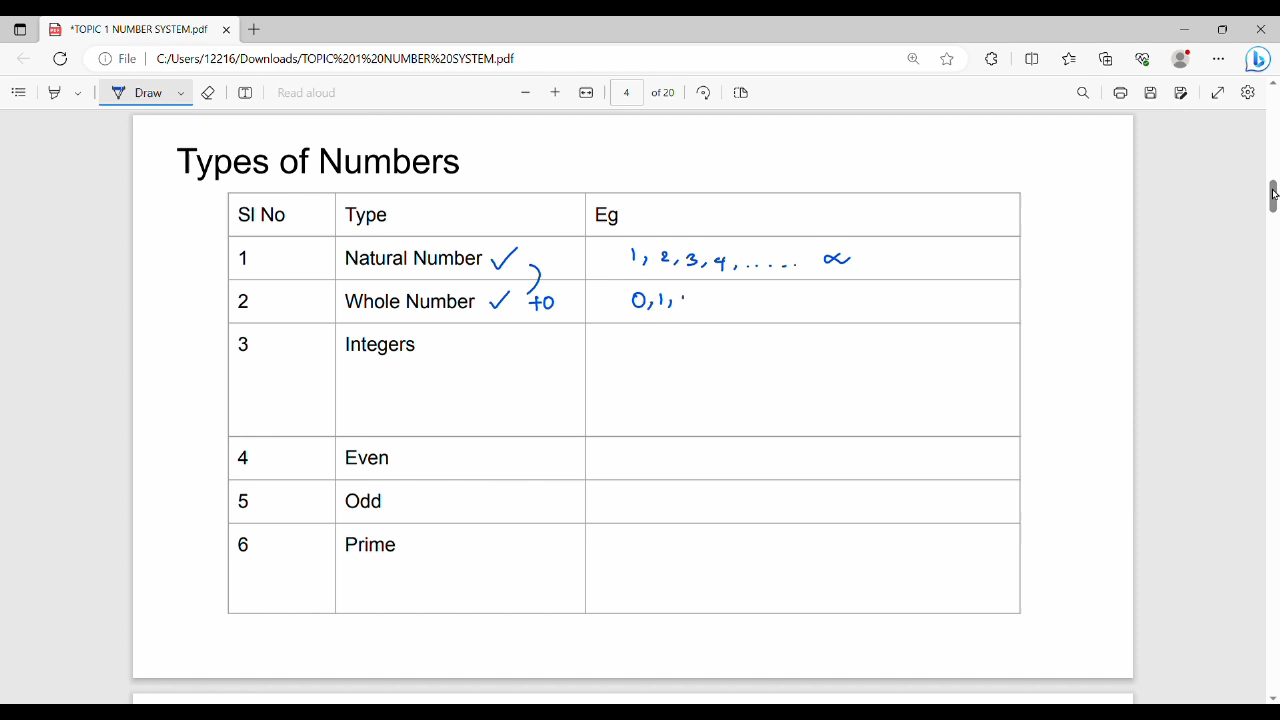 *TOPIC 1 NUMBER SYSTEM.pdf
File C:/Users/12216/Downloads/TOPIC%201%20NUMBER%20SYSTEM.pdf
Draw Read aloud 4 of 20
Types of Numbers
Sl No Type Eg
1 Natural Number ✓ 1, 2, 3, 4, ..... ∞
2 Whole Number ✓ +0 0, 1,
3 Integers
4 Even
5 Odd
6 Prime